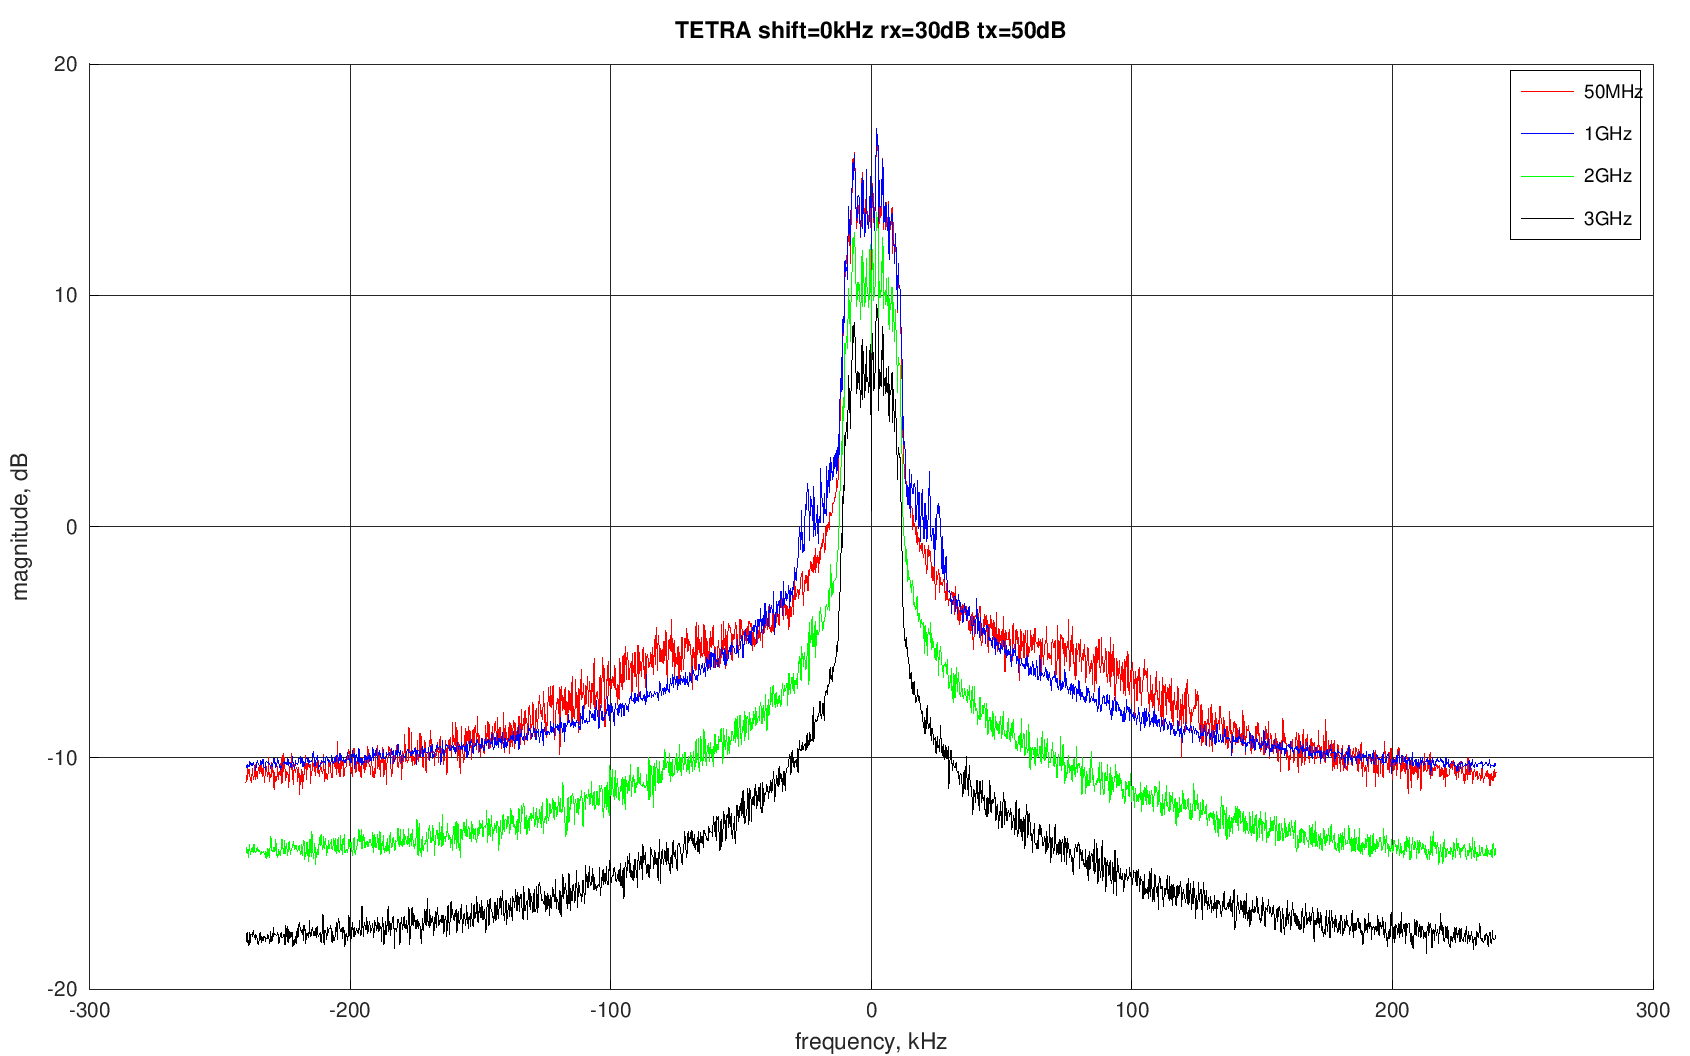 TETRA shift=0kHz rx=30dB tx=50dB
20
10
0
-10
-20
magnitude, dB
50MHz
1GHz
2GHz
3GHz
-300
-200
-100
0
100
200
300
frequency, kHz